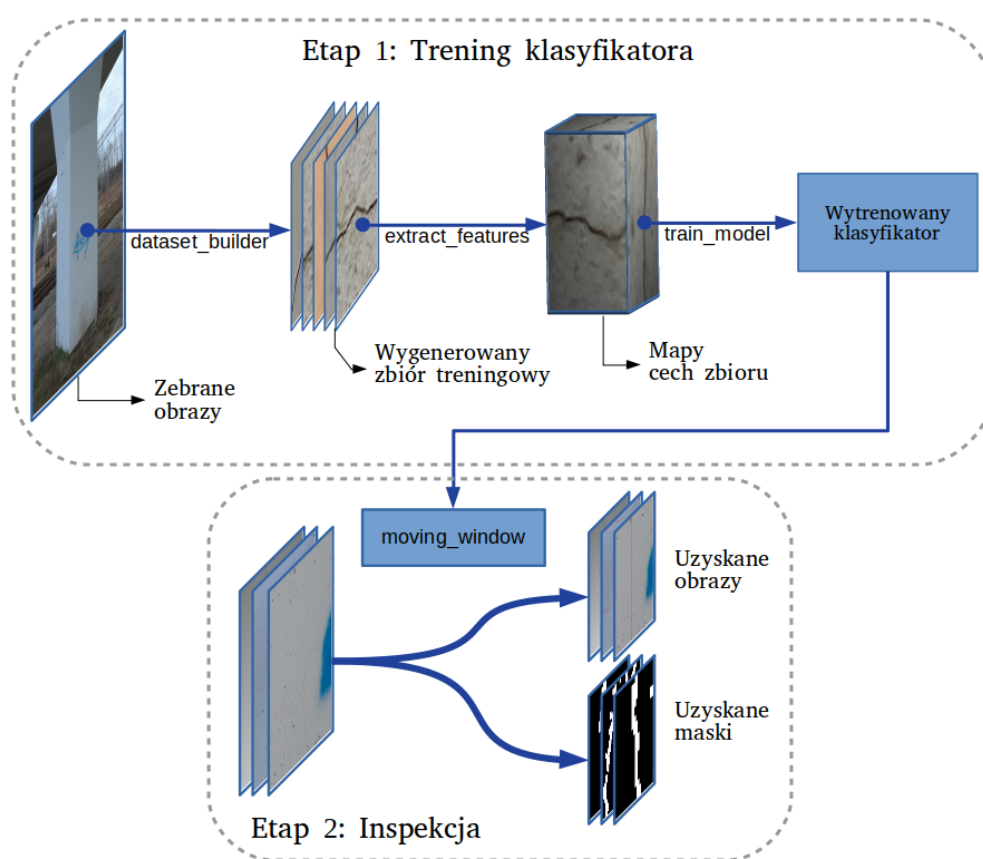 Etap 1: Trening klasyfikatora
dataset_builder
extract_features
train_model
Wytrenowany
klasyfikator
Zebrane
obrazy
Wygenerowany
zbiór treningowy
Mapy
cech zbioru
moving_window
Uzyskane
obrazy
Uzyskane
maski
Etap 2: Inspekcja